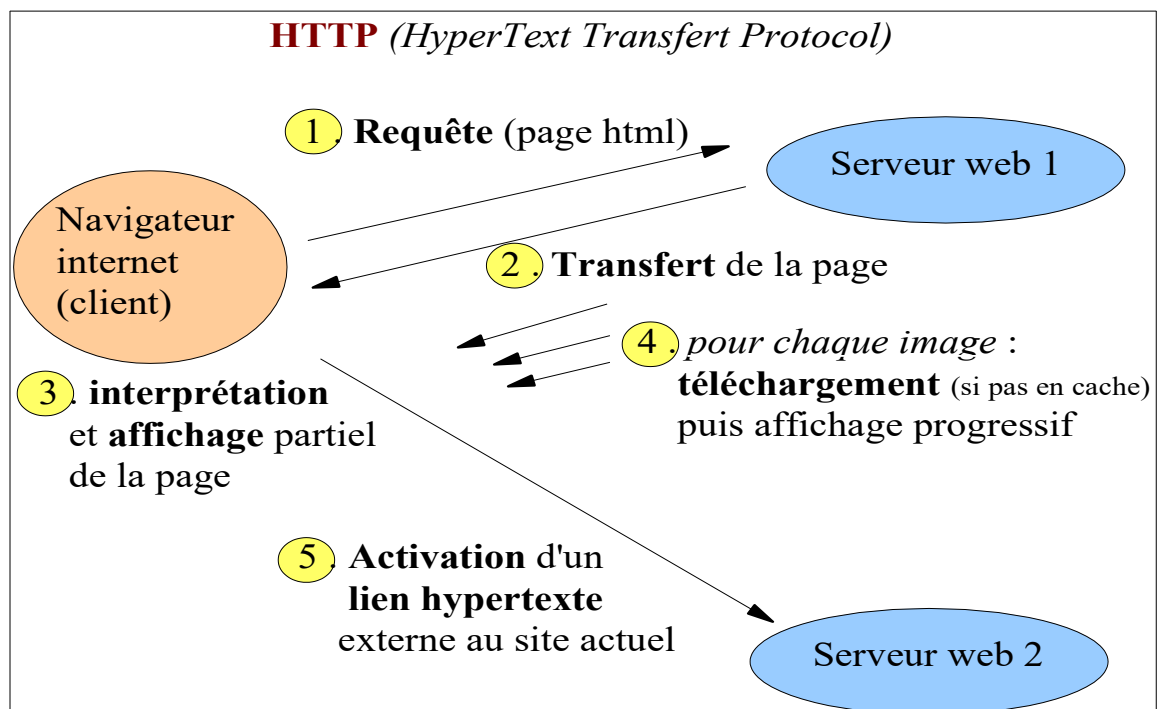 HTTP (HyperText Transfert Protocol)
1. Requête (page html)
Serveur web 1
Navigateur
internet
(client)
2. Transfert de la page
3. interprétation
et affichage partiel
de la page
4. pour chaque image :
téléchargement (si pas en cache)
puis affichage progressif
5. Activation d'un
lien hypertexte
externe au site actuel
Serveur web 2